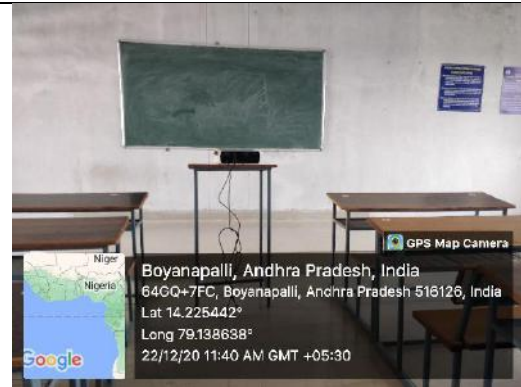 GPS Map Camera
Niger
Nigeria
Google
Boyanapalli, Andhra Pradesh, India
64GQ+7FC, Boyanapalli, Andhra Pradesh 516126, India
Lat 14.225442°
Long 79.138638°
22/12/20 11:40 AM GMT +05:30